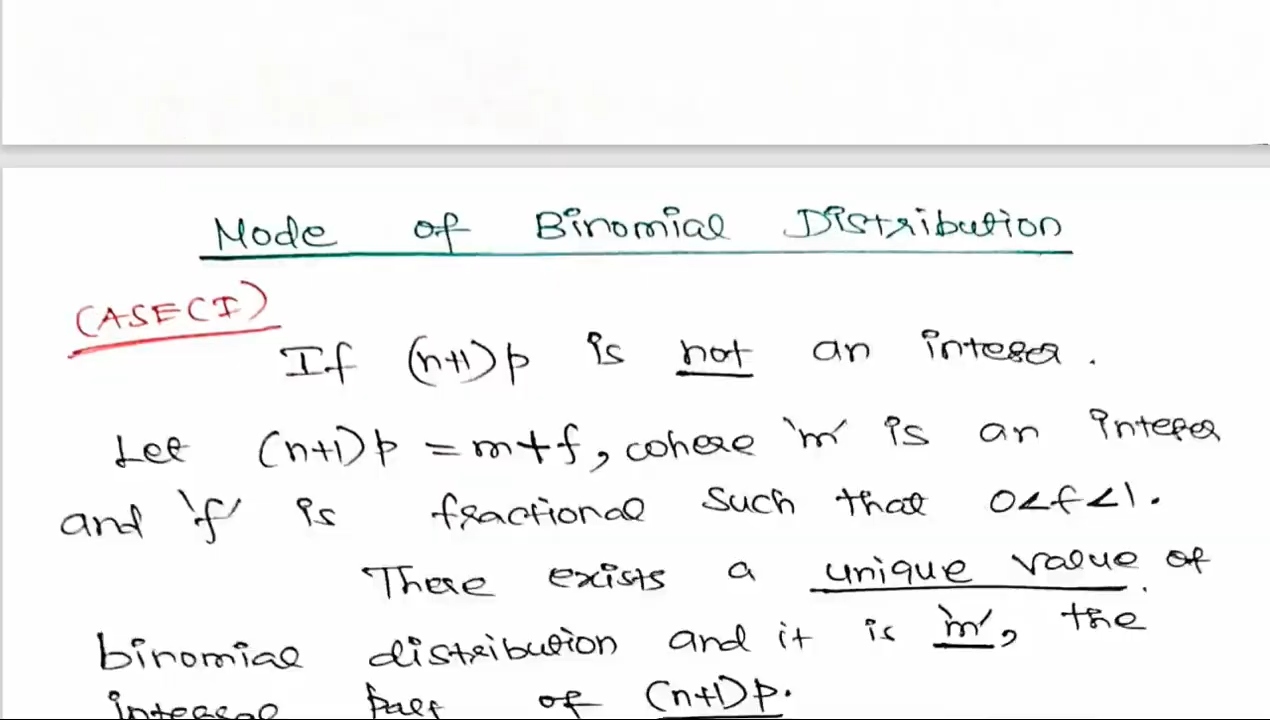 Mode of Binomial Distribution
CASE(I)
If (n+1)p is not an integer.
Let (n+1)p = m+f, where 'm' is an integer
and 'f' is fractional such that 0<f<1.
There exists a unique value of
binomial distribution and it is 'm', the
integral part of (n+1)p.